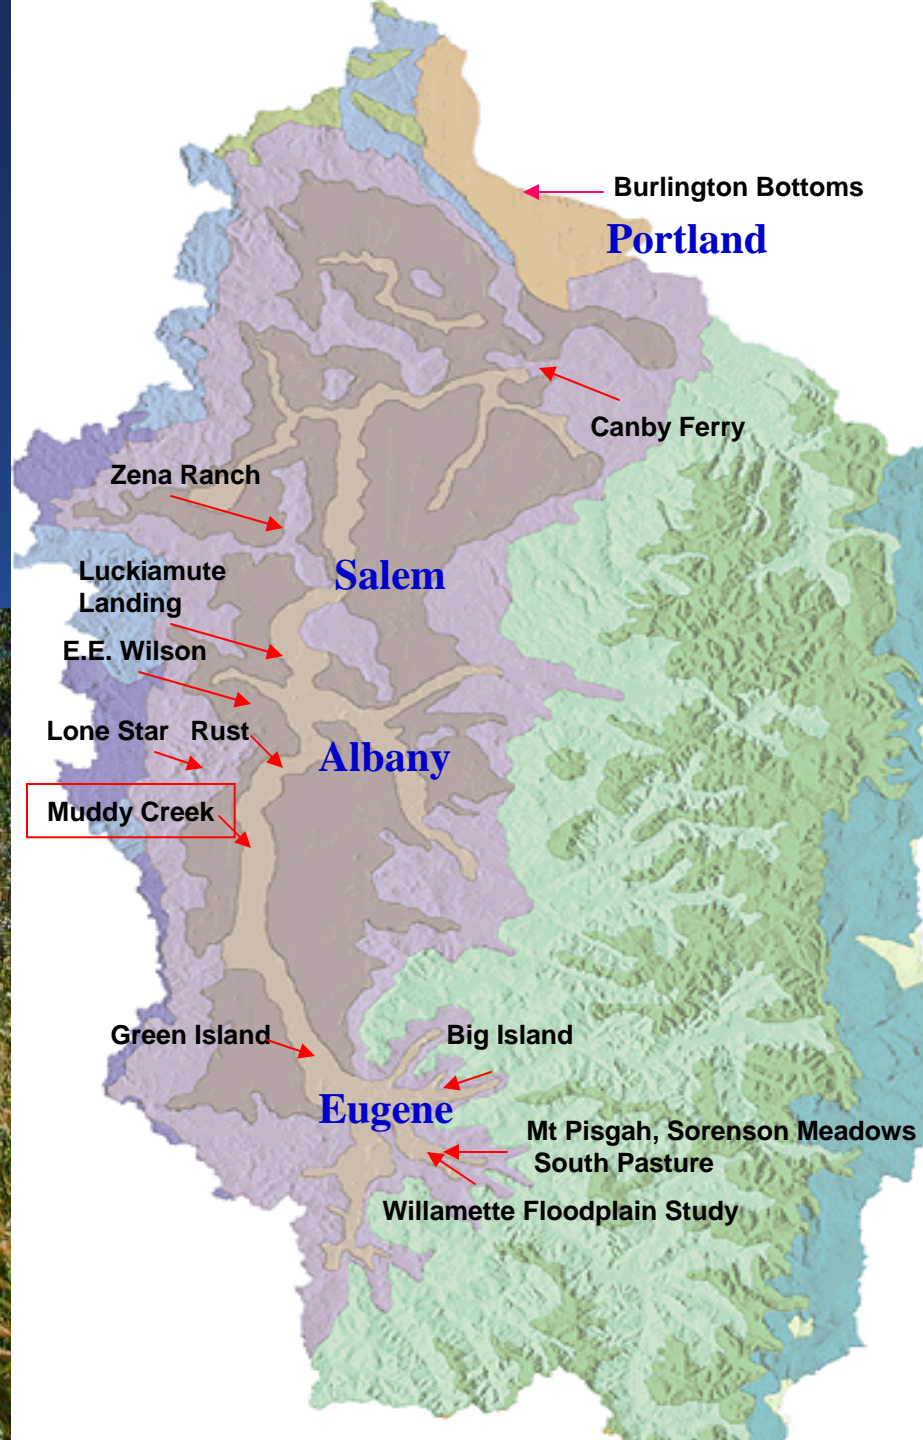 Burlington Bottoms
Portland
Canby Ferry
Zena Ranch
Salem
Luckiamute
Landing
E.E. Wilson
Lone Star
Rust
Albany
Muddy Creek
Green Island
Big Island
Eugene
Mt Pisgah, Sorenson Meadows
South Pasture
Willamette Floodplain Study